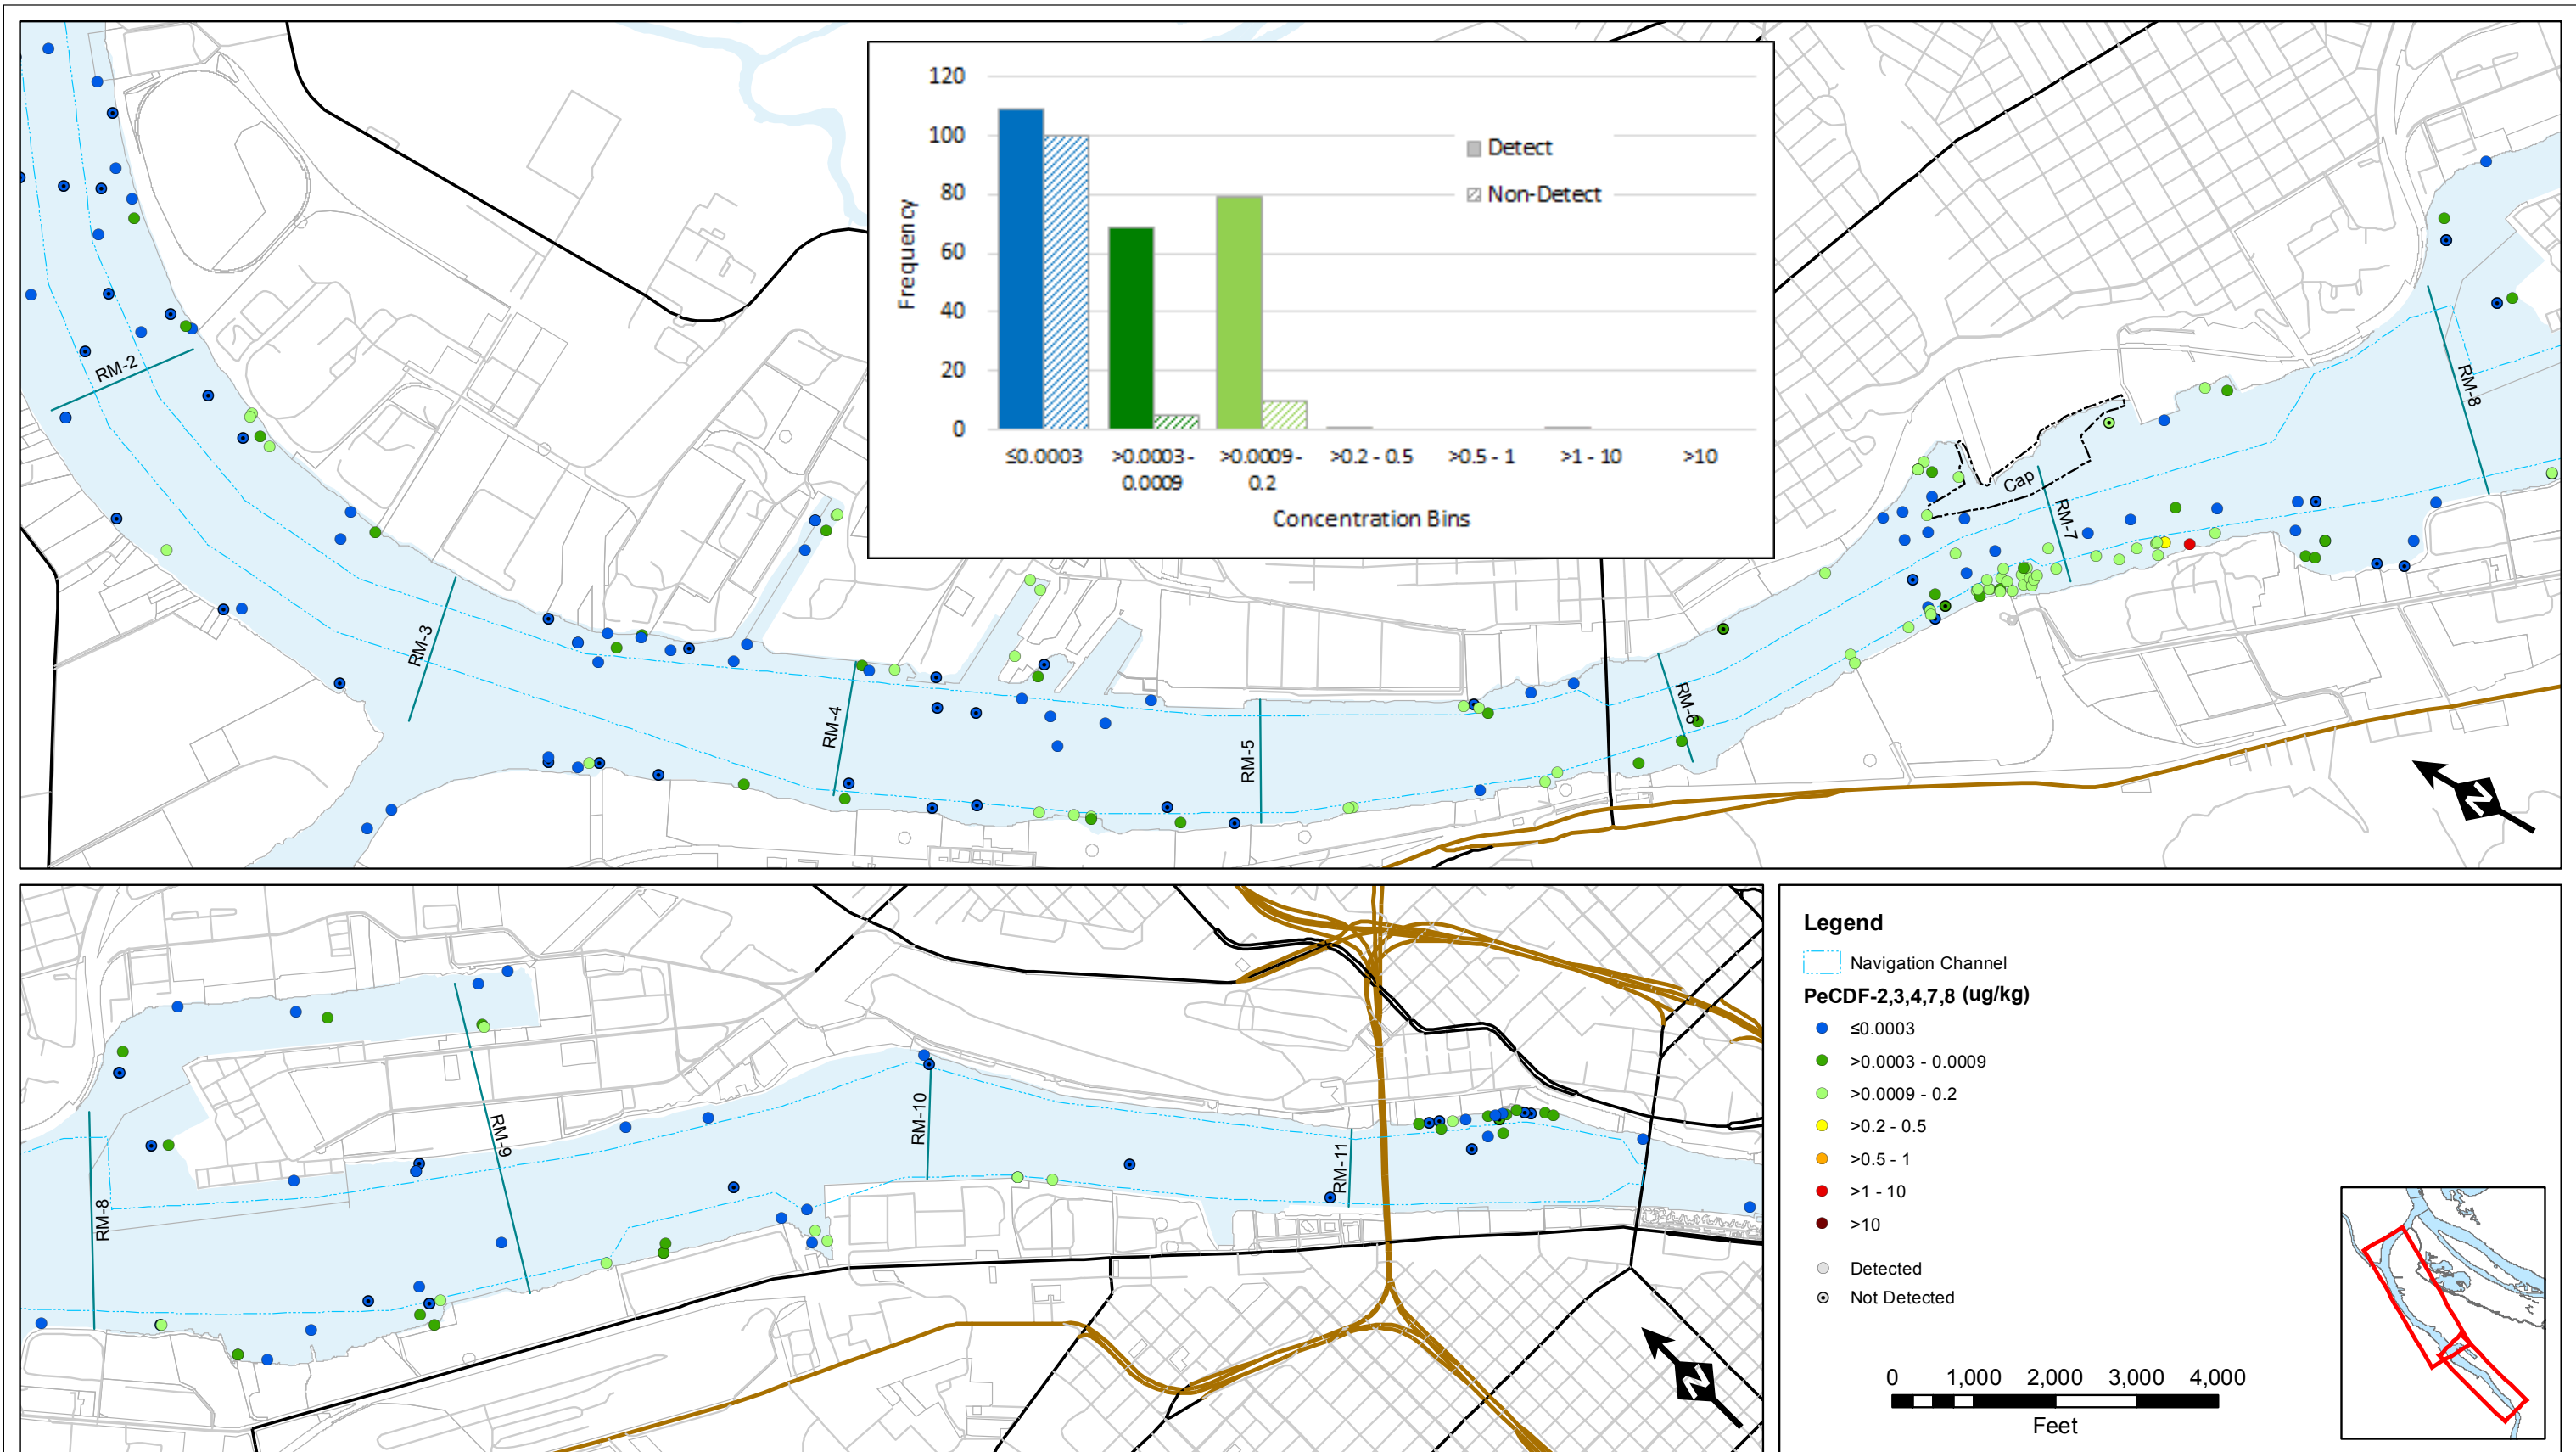 120
100
80
60
40
20
0
Frequency
Detect
Non-Detect
≤0.0003
>0.0003-
0.0009
>0.0009-
0.2
>0.2 - 0.5
>0.5 - 1
>1 - 10
>10
Concentration Bins
RM-2
RM-3
RM-4
RM-5
RM-6
Cap
RM-7
RM-8
N
RM-8
RM-9
RM-10
RM-11
N
Legend
Navigation Channel
PeCDF-2,3,4,7,8 (ug/kg)
≤0.0003
>0.0003 - 0.0009
>0.0009 - 0.2
>0.2 - 0.5
>0.5 - 1
>1 - 10
>10
Detected
Not Detected
0 1,000 2,000 3,000 4,000
Feet